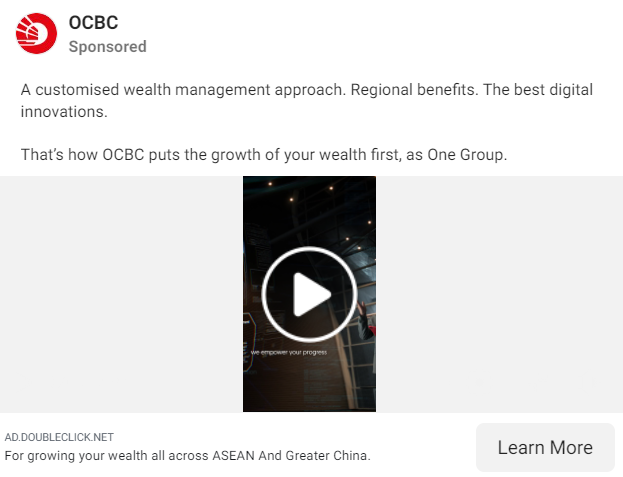 OCBC
Sponsored
A customised wealth management approach. Regional benefits. The best digital
innovations.
That’s how OCBC puts the growth of your wealth first, as One Group.
we empower your progress
AD.DOUBLECLICK.NET
For growing your wealth all across ASEAN And Greater China.
Learn More